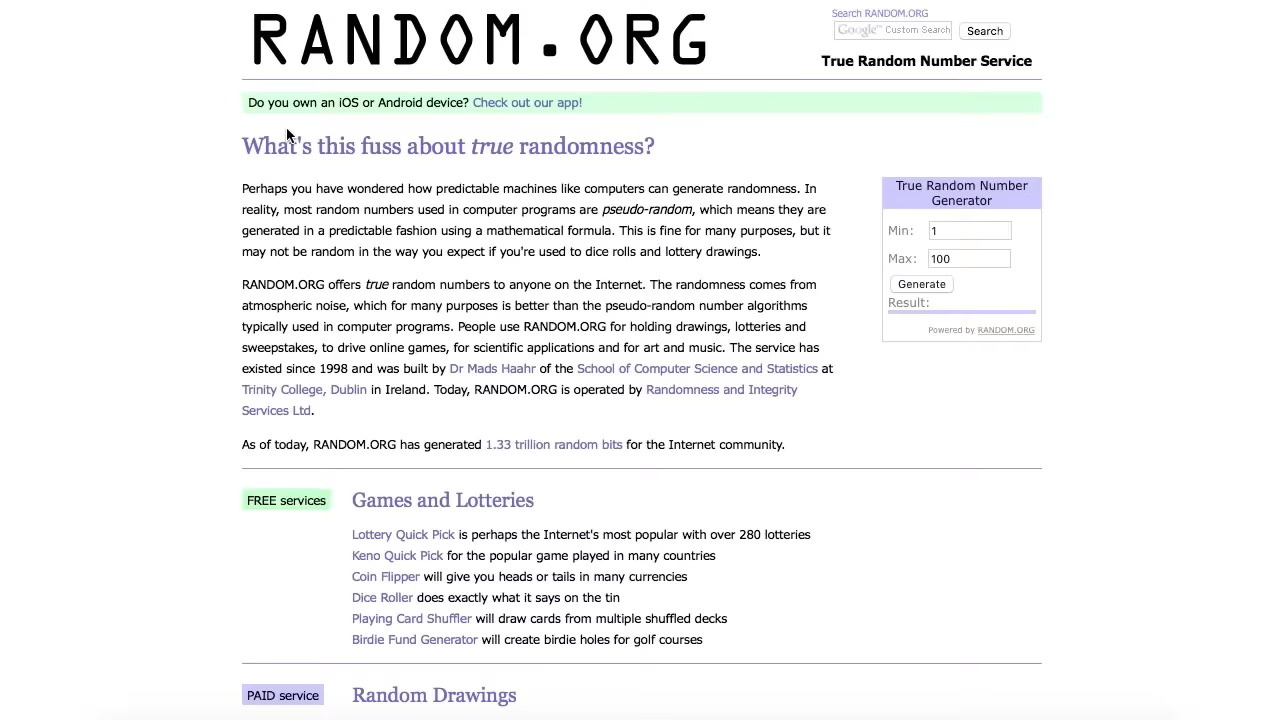 RANDOM.ORG
Search RANDOM.ORG
Google™ Custom Search
Search
True Random Number Service
Do you own an iOS or Android device? Check out our app!
What's this fuss about true randomness?
Perhaps you have wondered how predictable machines like computers can generate randomness. In
reality, most random numbers used in computer programs are pseudo-random, which means they are
generated in a predictable fashion using a mathematical formula. This is fine for many purposes, but it
may not be random in the way you expect if you're used to dice rolls and lottery drawings.
RANDOM.ORG offers true random numbers to anyone on the Internet. The randomness comes from
atmospheric noise, which for many purposes is better than the pseudo-random number algorithms
typically used in computer programs. People use RANDOM.ORG for holding drawings, lotteries and
sweepstakes, to drive online games, for scientific applications and for art and music. The service has
existed since 1998 and was built by Dr Mads Haahr of the School of Computer Science and Statistics at
Trinity College, Dublin in Ireland. Today, RANDOM.ORG is operated by Randomness and Integrity
Services Ltd.
As of today, RANDOM.ORG has generated 1.33 trillion random bits for the Internet community.
True Random Number
Generator
Min: 1
Max: 100
Generate
Result:
Powered by RANDOM.ORG
FREE services
Games and Lotteries
Lottery Quick Pick is perhaps the Internet's most popular with over 280 lotteries
Keno Quick Pick for the popular game played in many countries
Coin Flipper will give you heads or tails in many currencies
Dice Roller does exactly what it says on the tin
Playing Card Shuffler will draw cards from multiple shuffled decks
Birdie Fund Generator will create birdie holes for golf courses
PAID service
Random Drawings